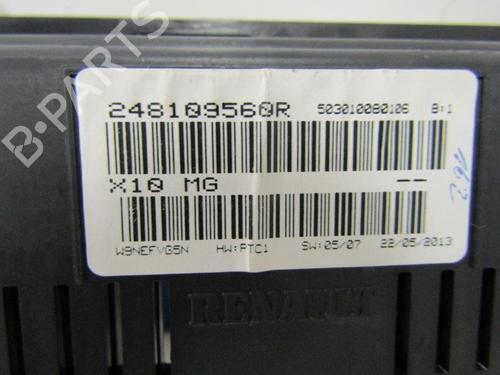 248109560R 503010080106 B:1
X10 MG --
W9NEFVG5N HW:PTC1 SW:05/07 22/05/2013
RENAULT
B-PARTS